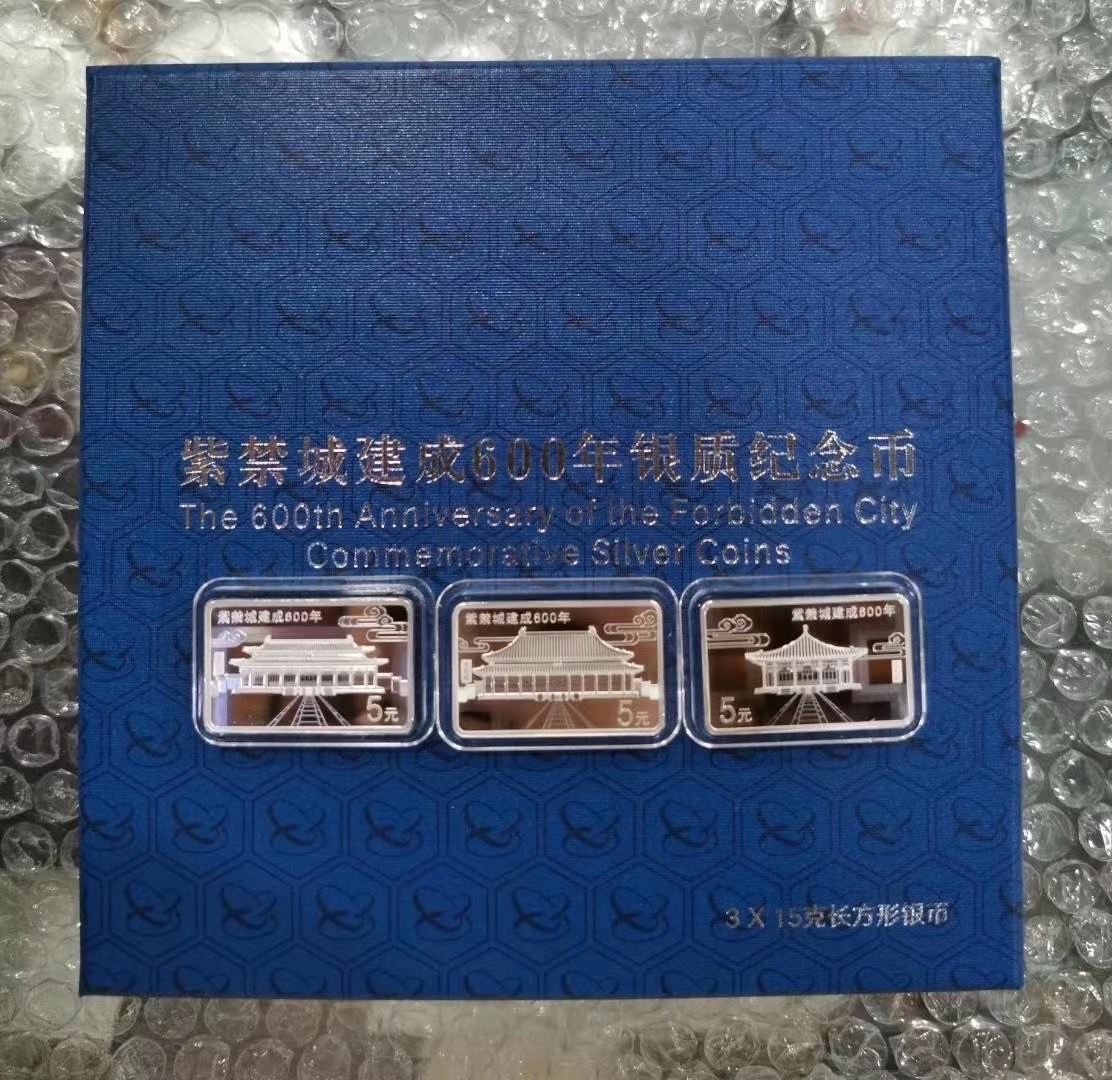 紫禁城建成600年银质纪念币
The 600th Anniversary of the Forbidden City
Commemorative Silver Coins
紫禁城建成600年
5元
紫禁城建成600年
5元
紫禁城建成600年
5元
3 X 15克长方形银币